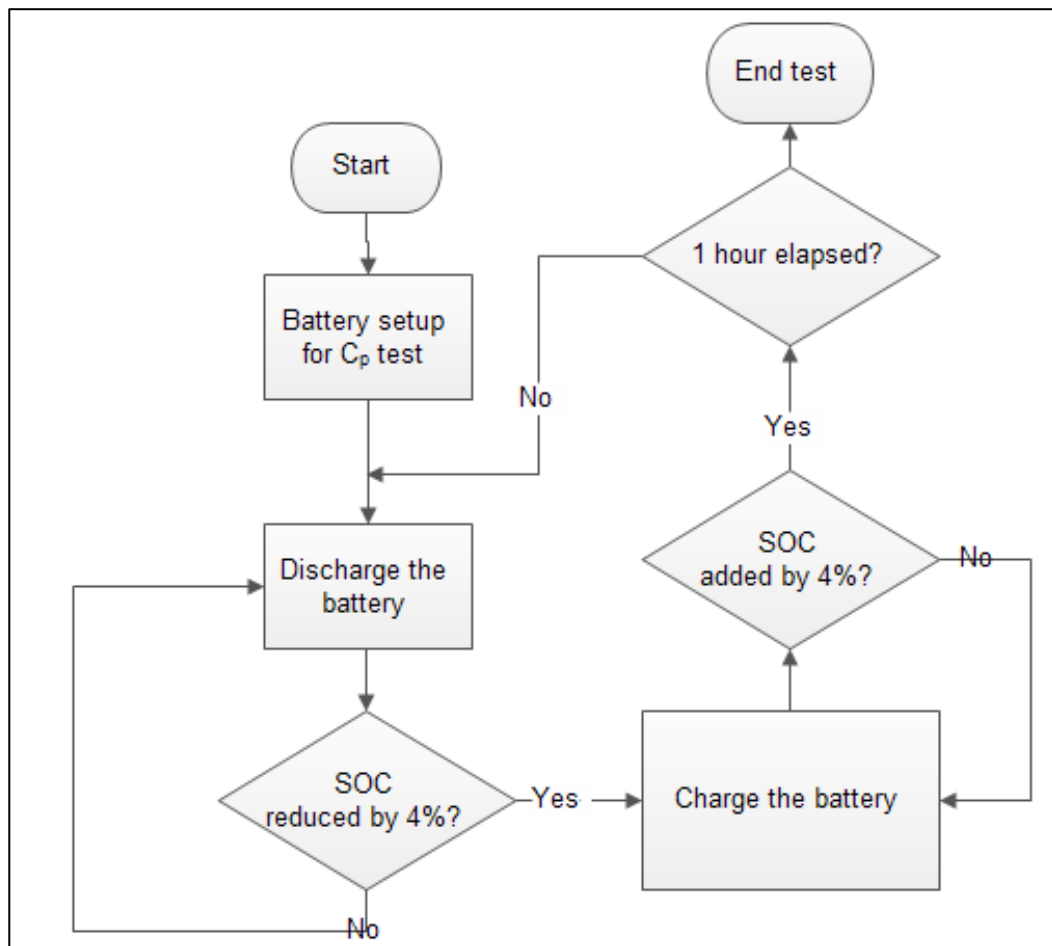 Start
Battery setup
for Cₚ test
Discharge the
battery
SOC
reduced by 4%?
No
Yes
Charge the battery
SOC
added by 4%?
No
Yes
1 hour elapsed?
No
End test